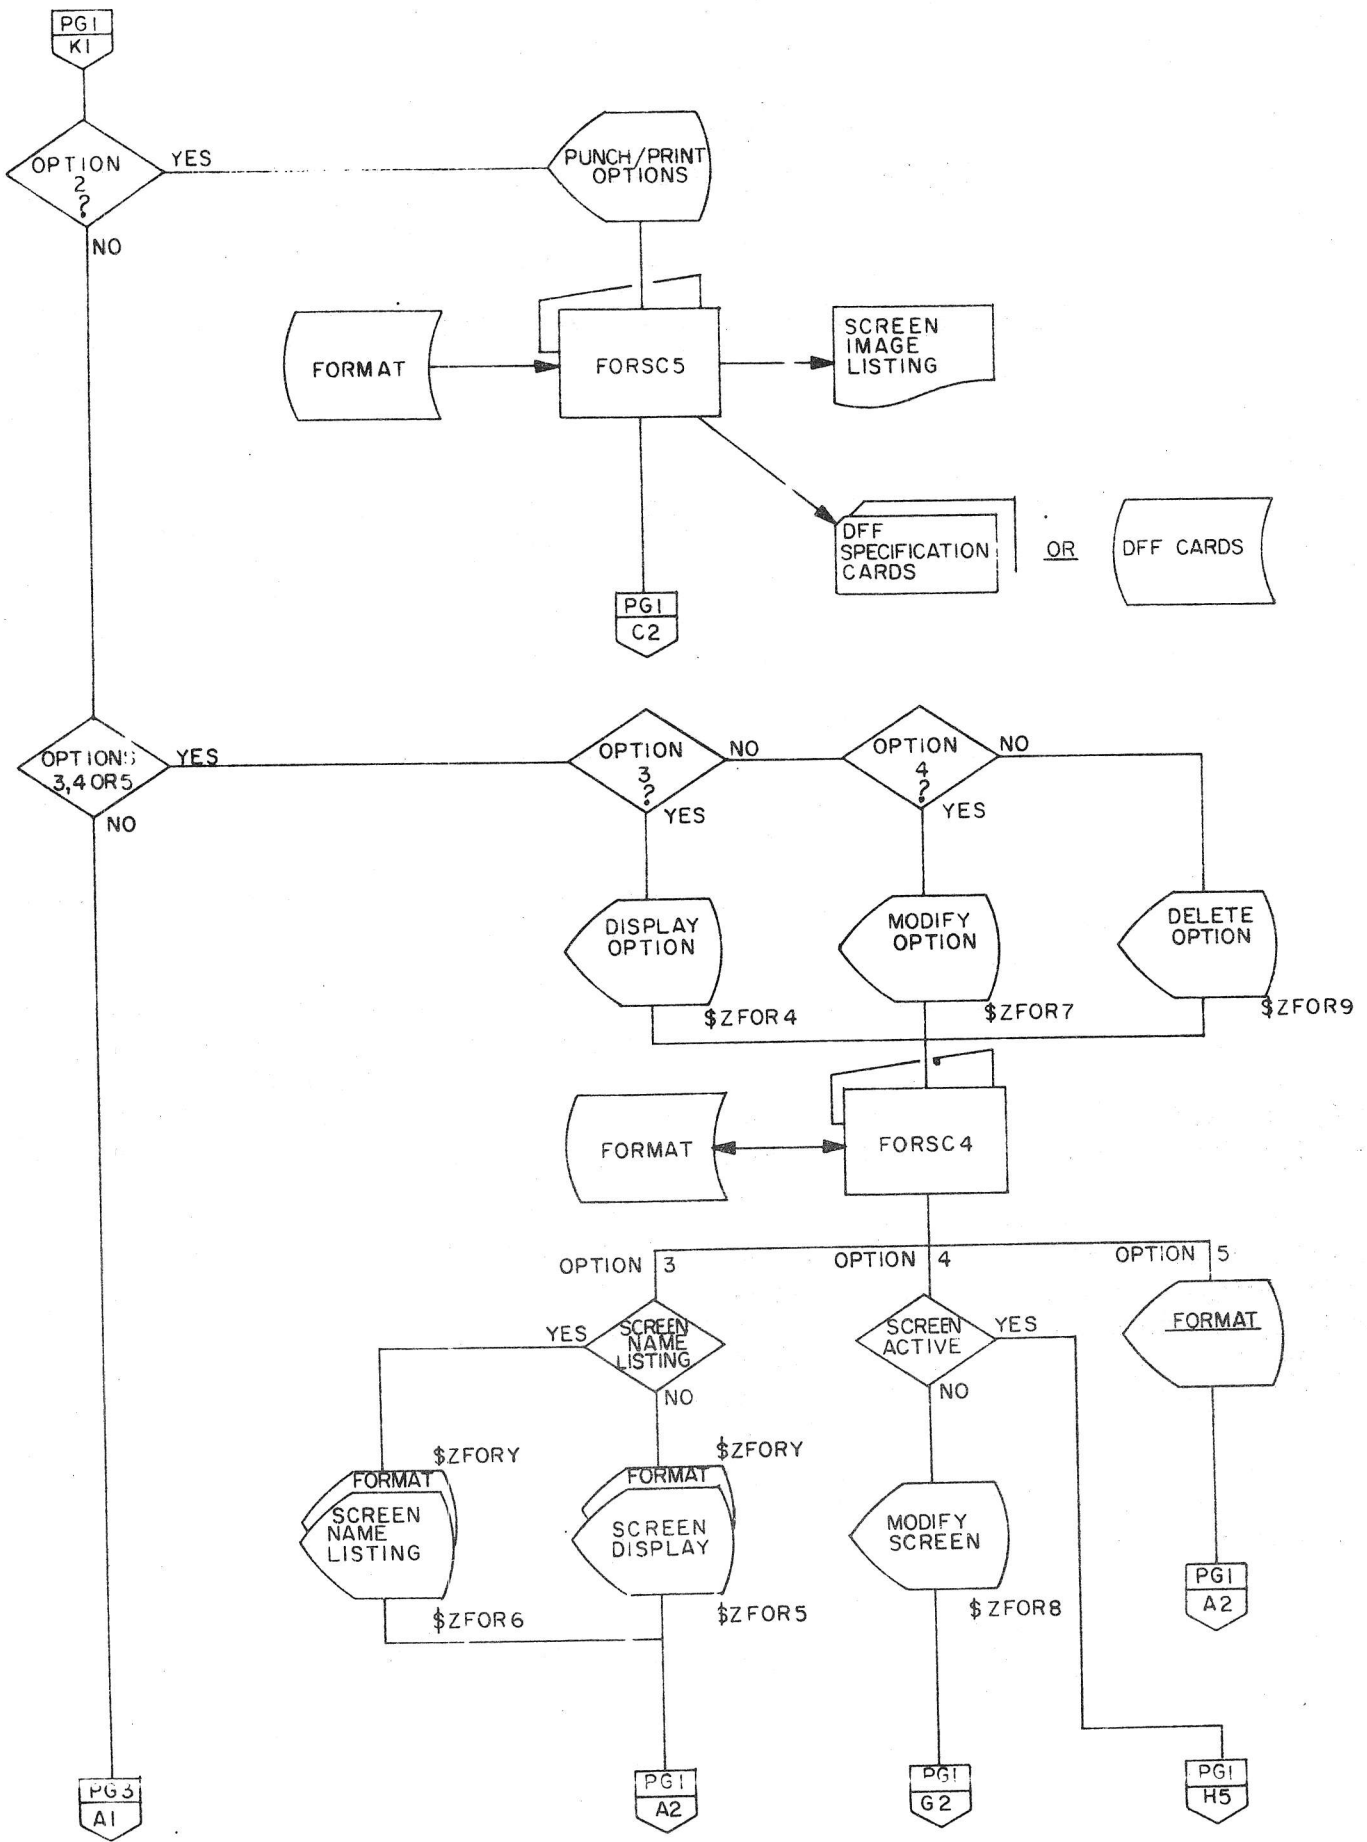 PG1
K1
OPTION
2
?
YES
NO
PUNCH/PRINT
OPTIONS
FORMAT
FORSC5
SCREEN
IMAGE
LISTING
DFF
SPECIFICATION
CARDS
OR
DFF CARDS
PG1
C2
OPTIONS
3,4 OR 5
YES
NO
OPTION
3
?
NO
YES
OPTION
4
?
NO
YES
DISPLAY
OPTION
$ZFOR4
MODIFY
OPTION
$ZFOR7
DELETE
OPTION
$ZFOR9
FORMAT
FORSC4
OPTION 3
OPTION 4
OPTION 5
YES
SCREEN
NAME
LISTING
NO
SCREEN
ACTIVE
YES
NO
FORMAT
$ZFORY
FORMAT
SCREEN
NAME
LISTING
$ZFOR6
$ZFORY
FORMAT
SCREEN
DISPLAY
$ZFOR5
MODIFY
SCREEN
$ZFOR8
PG1
A2
PG3
A1
PG1
A2
PG1
G2
PG1
H5